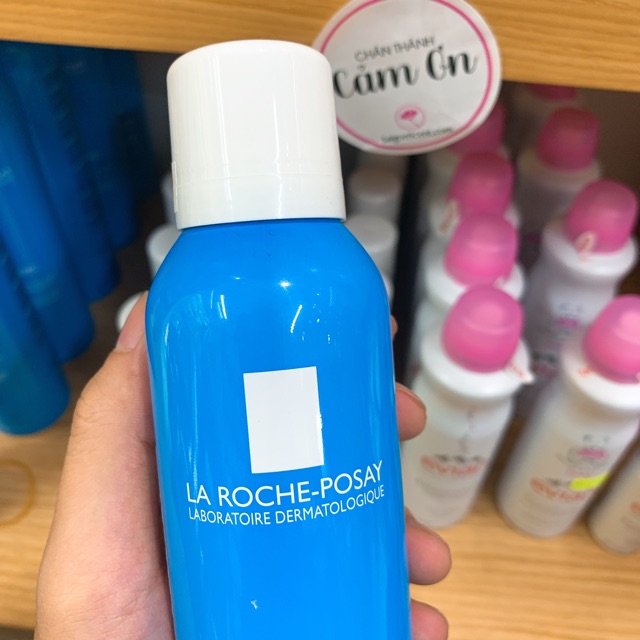 CHÂN THÀNH
Cảm Ơn
LA ROCHE-POSAY
LABORATOIRE DERMATOLOGIQUE